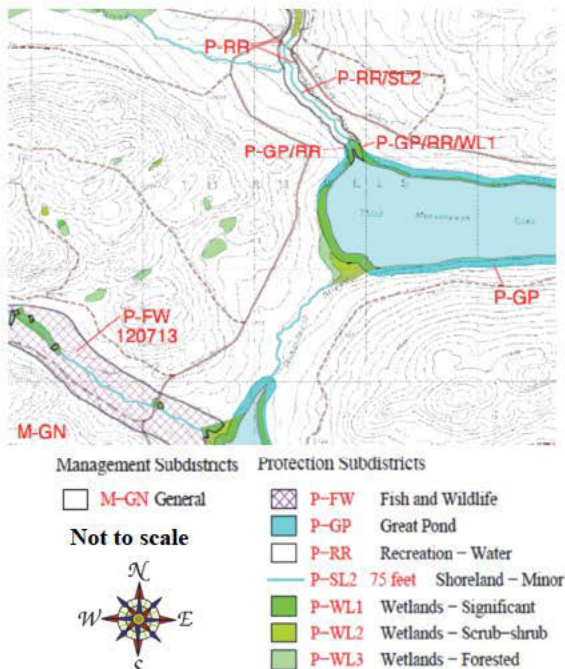 P-RR
P-RR/SL2
P-GP/RR/WL1
P-GP/RR
P-GP
P-FW
120713
M-GN
Management Subdistricts
M-GN General
Not to scale
N
W E
S
Protection Subdistricts
P-FW Fish and Wildlife
P-GP Great Pond
P-RR Recreation – Water
P-SL2 75 feet Shoreland – Minor
P-WL1 Wetlands – Significant
P-WL2 Wetlands – Scrub-shrub
P-WL3 Wetlands – Forested